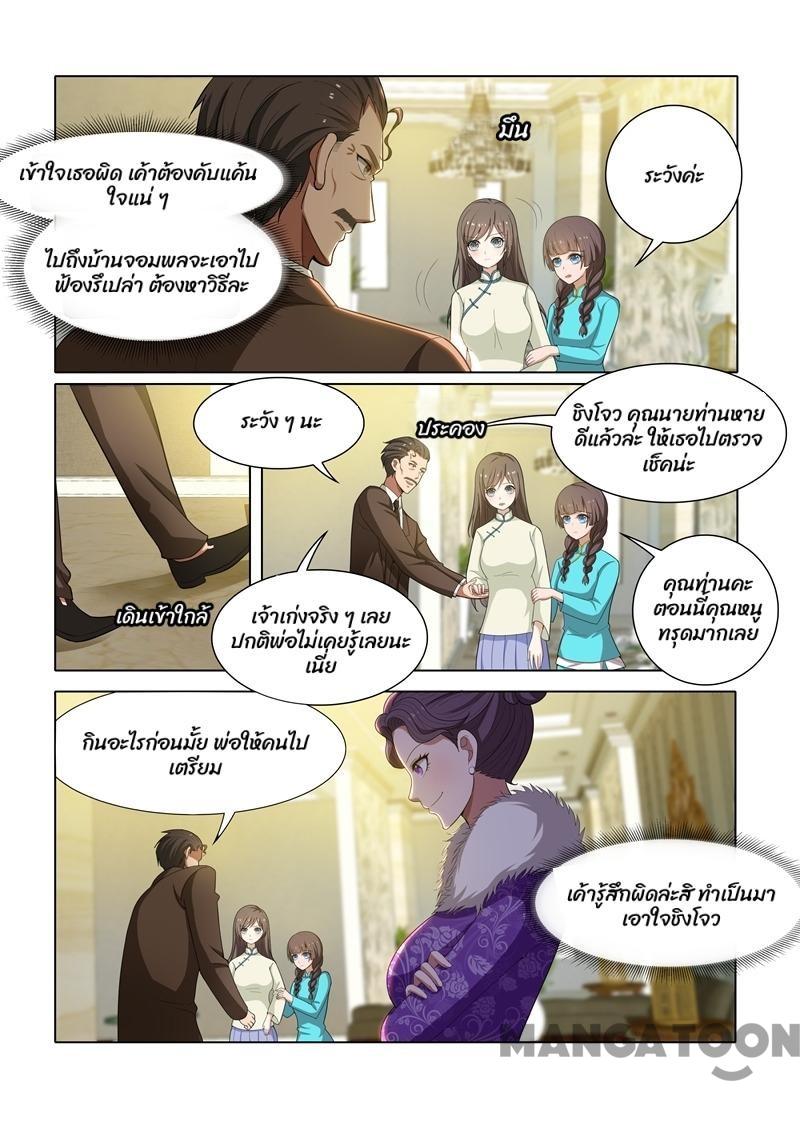 เข้าใจเธอผิด เค้าต้องคับแค้น
ใจแน่ ๆ
ไปถึงบ้านจอมพลจะเอาไป
ฟ้องรึเปล่า ต้องหาวิธีละ
มึน
ระวังค่ะ
เดินเข้าใกล้
ระวัง ๆ นะ
ประคอง
ชิงโจว คุณนายท่านหาย
ดีแล้วล่ะ ให้เธอไปตรวจ
เช็คน่ะ
เจ้าเก่งจริง ๆ เลย
ปกติพ่อไม่เคยรู้เลยนะ
เนี่ย
คุณท่านคะ
ตอนนี้คุณหนู
ทรุดมากเลย
กินอะไรก่อนมั้ย พ่อให้คนไป
เตรียม
เค้ารู้สึกผิดล่ะสิ ทำเป็นมา
เอาใจชิงโจว
MANGATOON